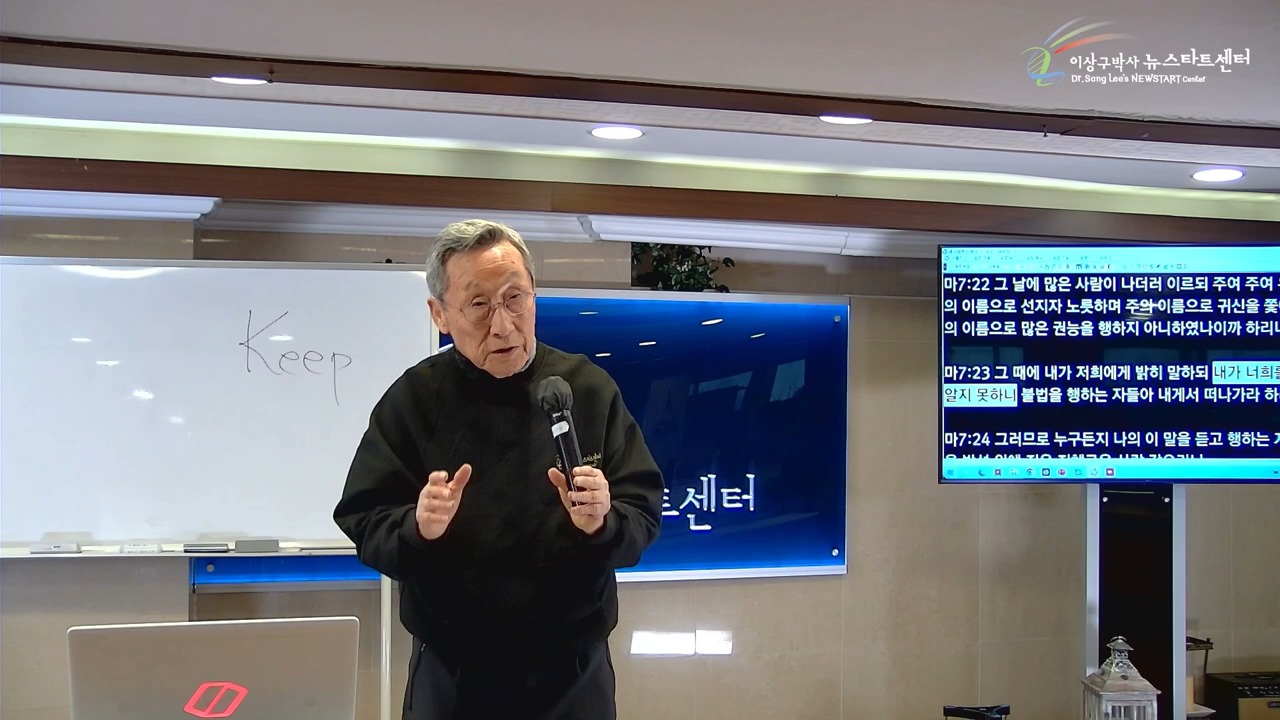 이상구박사 뉴스타트센터
Dr. Sang Lee's NEWSTART Center
Keep
트센터
마7:22 그 날에 많은 사람이 나더러 이르되 주여 주여
의 이름으로 선지자 노릇하며 주의 이름으로 귀신을
의 이름으로 많은 권능을 행하지 아니하였나이까
마7:23 그 때에 내가 저희에게 밝히 말하되 내가 너희를
알지 못하니 불법을 행하는 자들아 내게서 떠나가라
마7:24 그러므로 누구든지 나의 이 말을 듣고 행하는